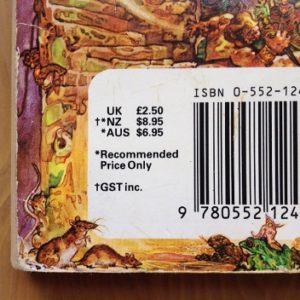 UK £2.50
†*NZ $8.95
*AUS $6.95
*Recommended
Price Only
†GST inc.
ISBN 0-552-124
9 780552 124